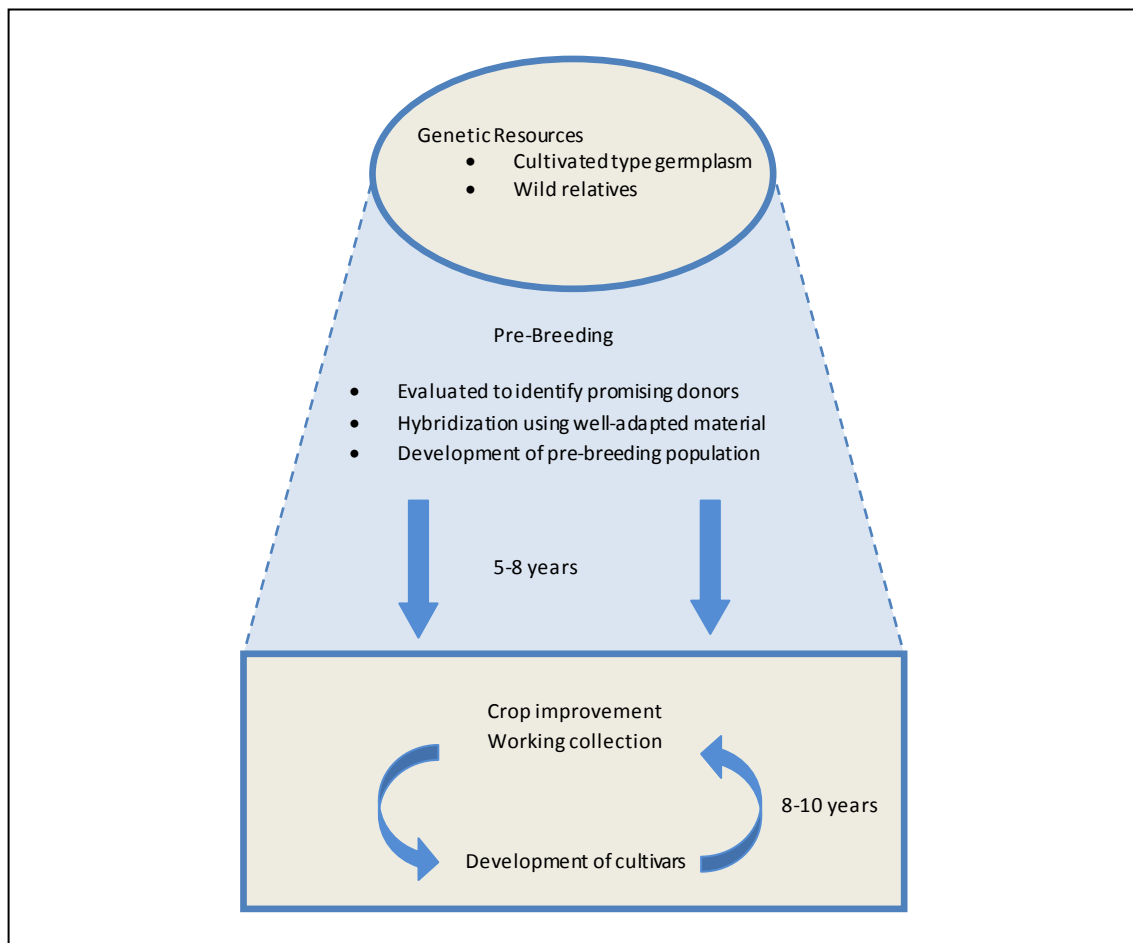 Genetic Resources
• Cultivated type germplasm
• Wild relatives
Pre-Breeding
• Evaluated to identify promising donors
• Hybridization using well-adapted material
• Development of pre-breeding population
5-8 years
Crop improvement
Working collection
8-10 years
Development of cultivars